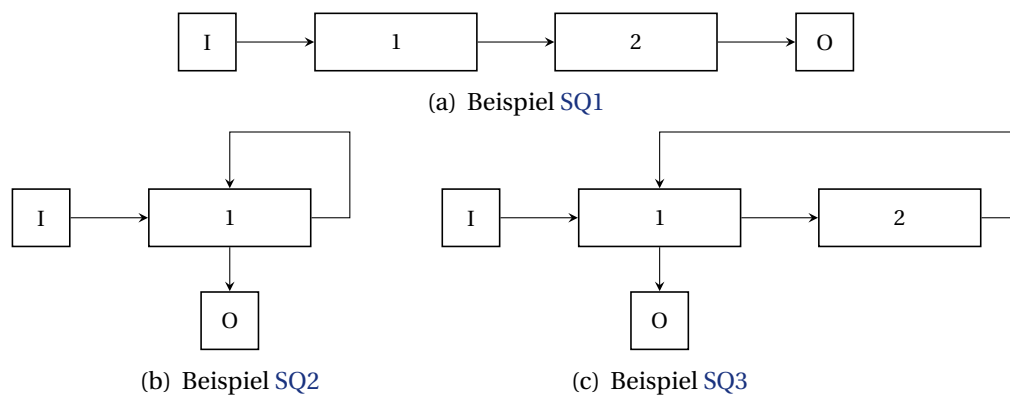 I 1 2 O
(a) Beispiel SQ1
I 1 I 1 2
O O
(b) Beispiel SQ2 (c) Beispiel SQ3